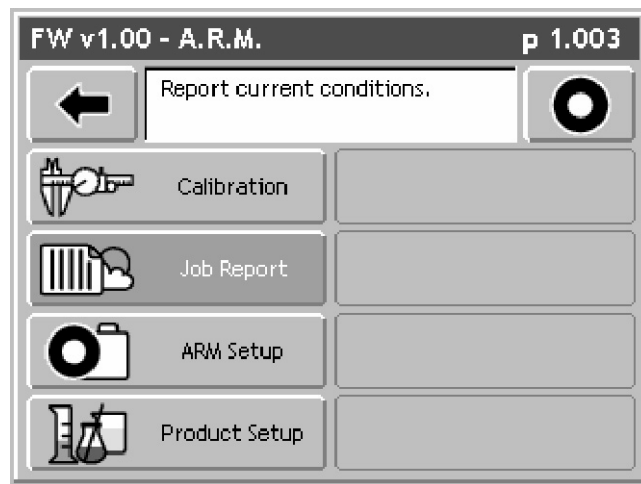 FW v1.00 - A.R.M. p 1.003
Report current conditions.
Calibration
Job Report
ARM Setup
Product Setup